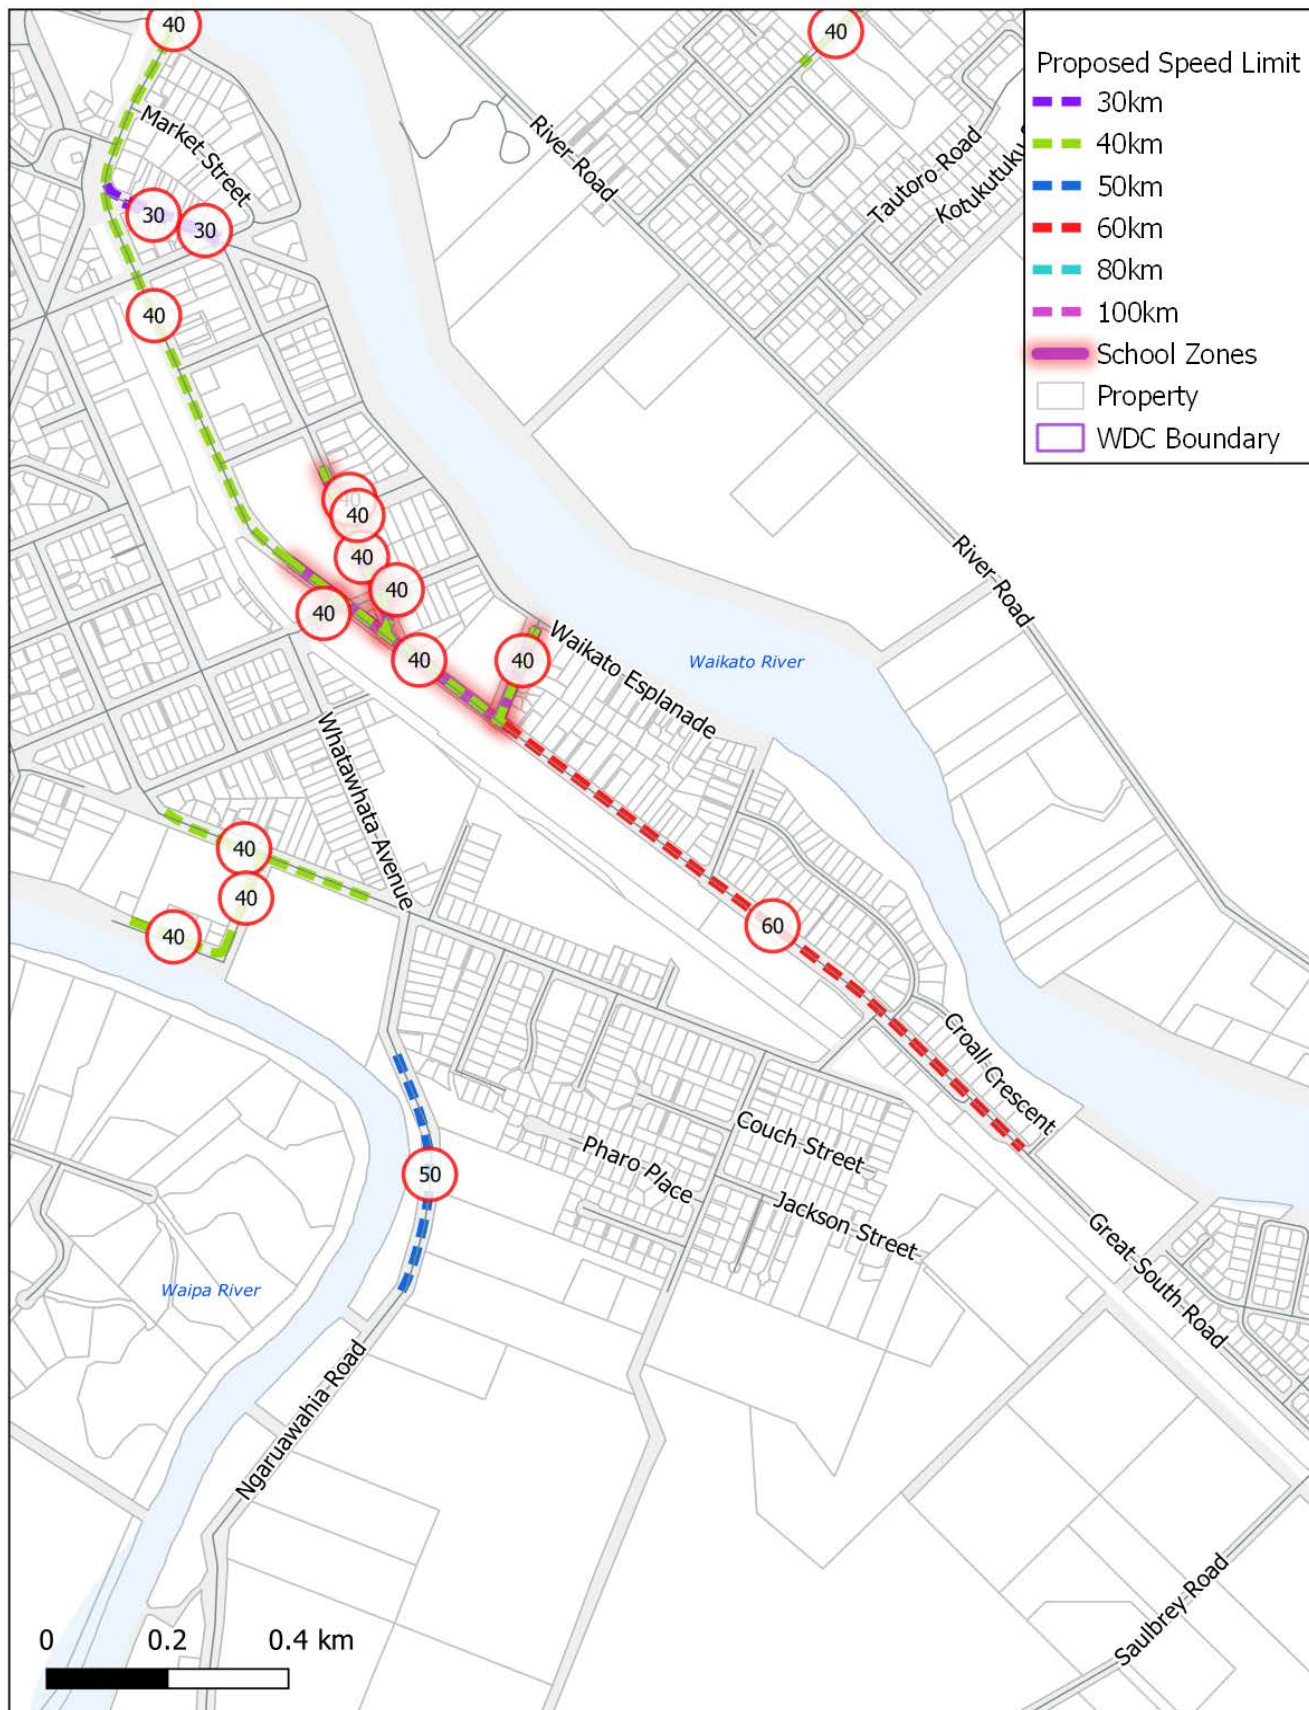 40
40
Proposed Speed Limit
30km
40km
50km
60km
80km
100km
School Zones
Property
WDC Boundary
Market Street
River Road
Tautoro Road
30
30
40
40
40
40
40
40
40
River Road
Waikato Esplanade
Waikato River
Whatawhata Avenue
40
40
40
60
Croall Crescent
50
Couch Street
Pharo Place
Jackson Street
Great South Road
Waipa River
Ngaruawahia Road
Saulbrey Road
0 0.2 0.4 km